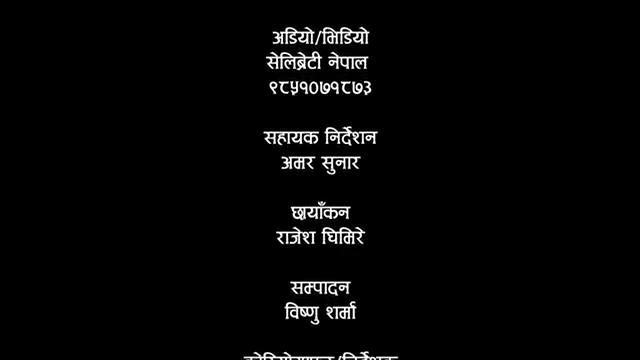 अडियो/भिडियो
सेलिब्रेटी नेपाल
९८५१०७१८७३
सहायक निर्देशन
अमर सुनार
छायाँकन
राजेश घिमिरे
सम्पादन
विष्णु शर्मा